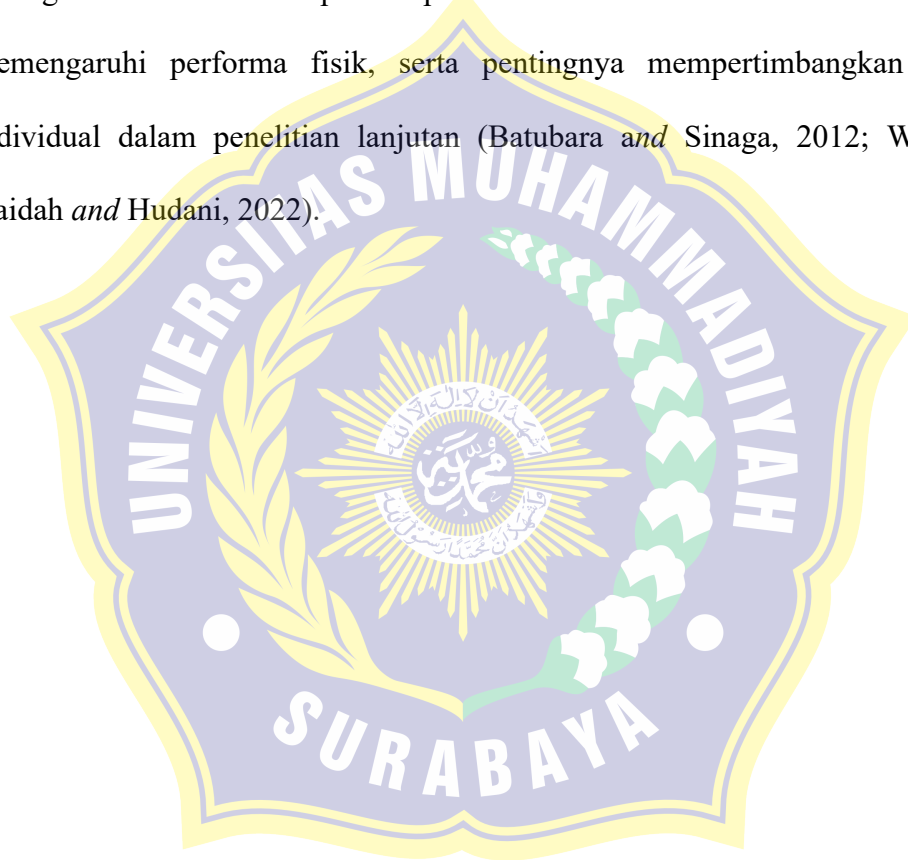 emengaruhi performa fisik, serta pentingnya mempertimbangkan
dividual dalam penelitian lanjutan (Batubara and Sinaga, 2012; W
aidah and Hudani, 2022).
UNIVERSITAS MUHAMMADIYAH
SURABAYA